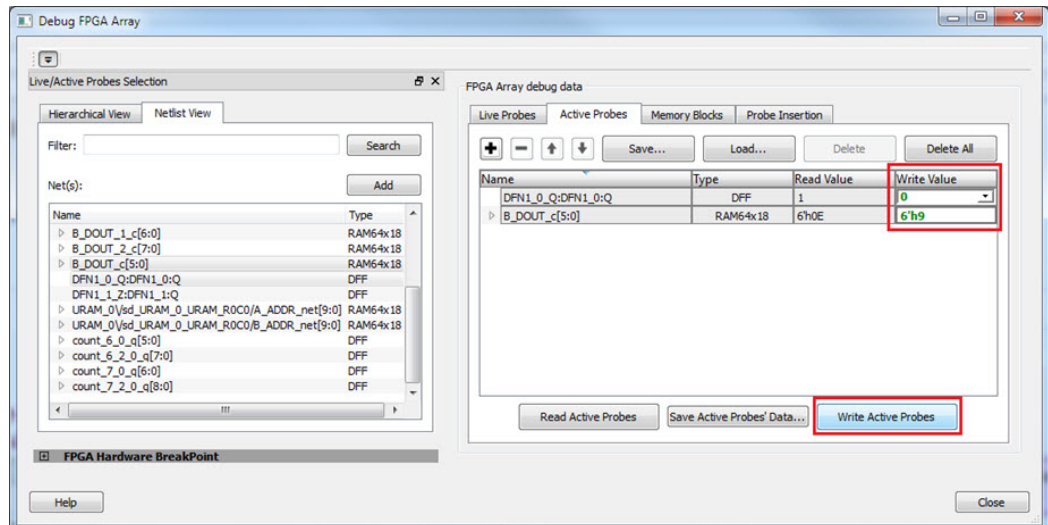 Debug FPGA Array
Live/Active Probes Selection
Hierarchical View Netlist View
Filter: Search
Net(s): Add
Name Type
B_DOUT_1_c[6:0] RAM64x18
B_DOUT_2_c[7:0] RAM64x18
B_DOUT_c[5:0] RAM64x18
DFN1_0_Q:DFN1_0:Q DFF
DFN1_1_Z:DFN1_1:Q DFF
URAM_0\/sd_URAM_0_URAM_R0C0/A_ADDR_net[9:0] RAM64x18
URAM_0\/sd_URAM_0_URAM_R0C0/B_ADDR_net[9:0] RAM64x18
count_6_0_q[5:0] DFF
count_6_2_0_q[7:0] DFF
count_7_0_q[6:0] DFF
count_7_2_0_q[8:0] DFF
FPGA Hardware BreakPoint
FPGA Array debug data
Live Probes Active Probes Memory Blocks Probe Insertion
Save... Load... Delete Delete All
Name Type Read Value Write Value
DFN1_0_Q:DFN1_0:Q DFF 1 0
B_DOUT_c[5:0] RAM64x18 6'h0E 6'h9
Read Active Probes Save Active Probes' Data... Write Active Probes
Help Close